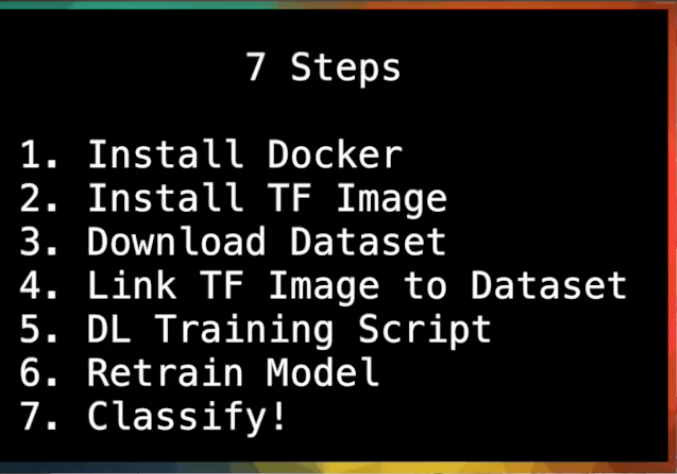 7 Steps
1. Install Docker
2. Install TF Image
3. Download Dataset
4. Link TF Image to Dataset
5. DL Training Script
6. Retrain Model
7. Classify!